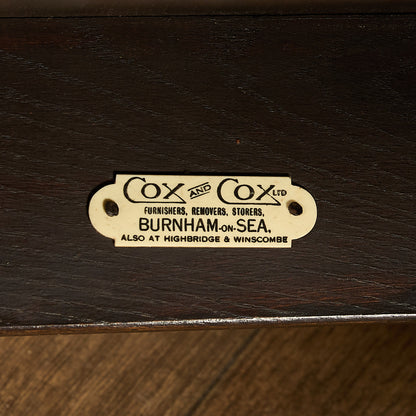 COX AND COX LTD
FURNISHERS, REMOVERS, STORERS,
BURNHAM-ON-SEA,
ALSO AT HIGHBRIDGE & WINSCOMBE